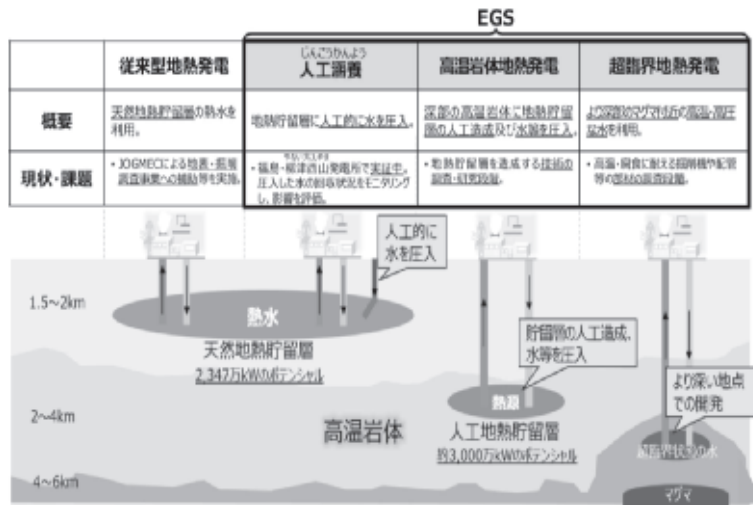 EGS
従来型地熱発電
じんこうかんよう
人工涵養
高温岩体地熱発電
超臨界地熱発電
概要
天然地熱貯留層の熱水を
利用。
地熱貯留層に人工的に水を圧入。
深部の高温岩体に地熱貯留
層の人工造成及び水等を圧入。
より深部のマグマ付近の高温・高圧
な水を利用。
現状・課題
・JOGMECによる地表・掘削
調査事業への補助等を実施。
・福島・柳津西山発電所で実証中。
圧入した水の回収状況をモニタリング
し、影響を評価。
・地熱貯留層を造成する技術の
調査・研究段階。
・高温・腐食に耐える掘削機や配管
等の部材の調査段階。
人工的に
水を圧入
1.5~2km
熱水
天然地熱貯留層
2,347万kWのポテンシャル
貯留層の人工造成、
水等を圧入
より深い地点
での開発
2~4km
熱源
高温岩体
人工地熱貯留層
約3,000万kWのポテンシャル
超臨界状態の水
4~6km
マグマ